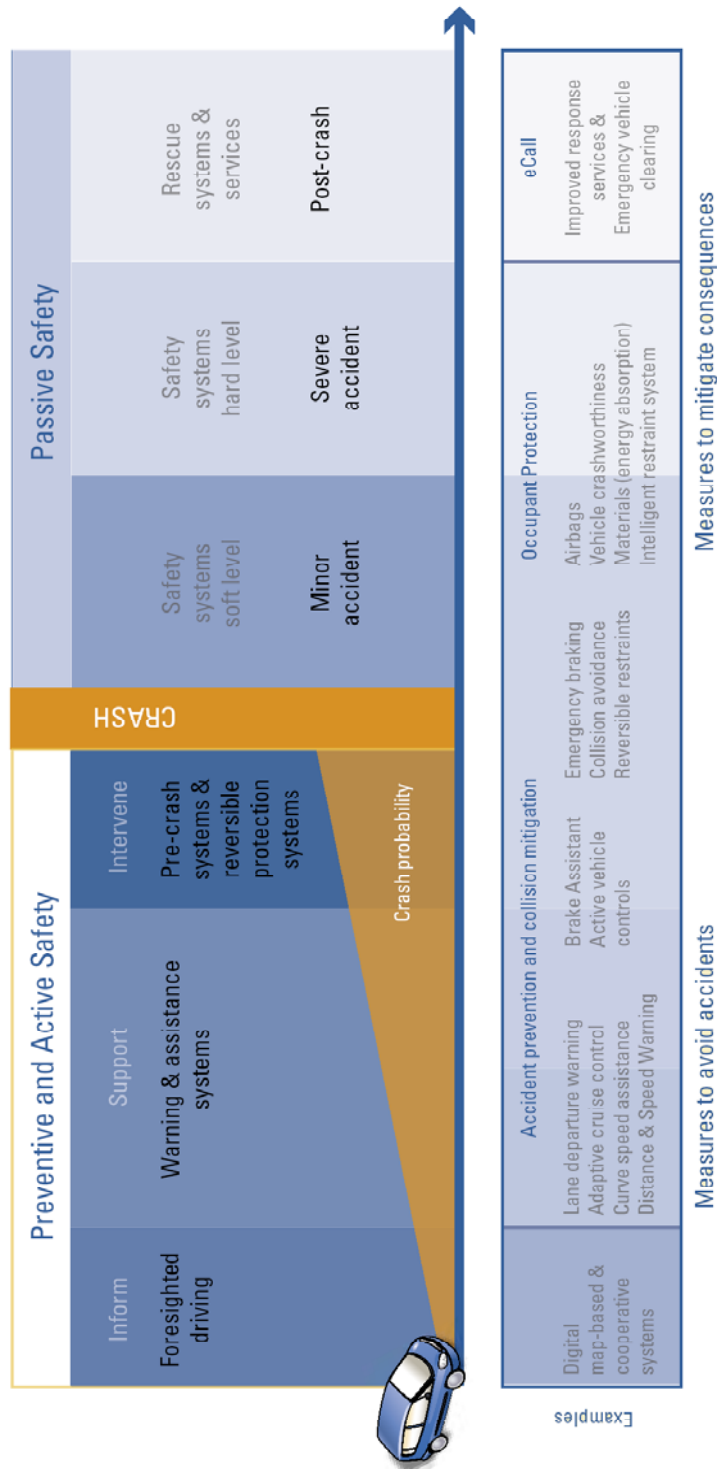 Preventive and Active Safety
Passive Safety
Inform
Support
Intervene
CRASH
Foresighted
driving
Warning & assistance
systems
Pre-crash
systems &
reversible
protection
systems
Safety
systems
soft level
Safety
systems
hard level
Rescue
systems &
services
Crash probability
Minor
accident
Severe
accident
Post-crash
Examples
Digital
map-based &
cooperative
systems
Accident prevention and collision mitigation
Lane departure warning
Adaptive cruise control
Curve speed assistance
Distance & Speed Warning
Brake Assistant
Active vehicle
controls
Emergency braking
Collision avoidance
Reversible restraints
Occupant Protection
Airbags
Vehicle crashworthiness
Materials (energy absorption)
Intelligent restraint system
eCall
Improved response
services &
Emergency vehicle
clearing
Measures to avoid accidents
Measures to mitigate consequences